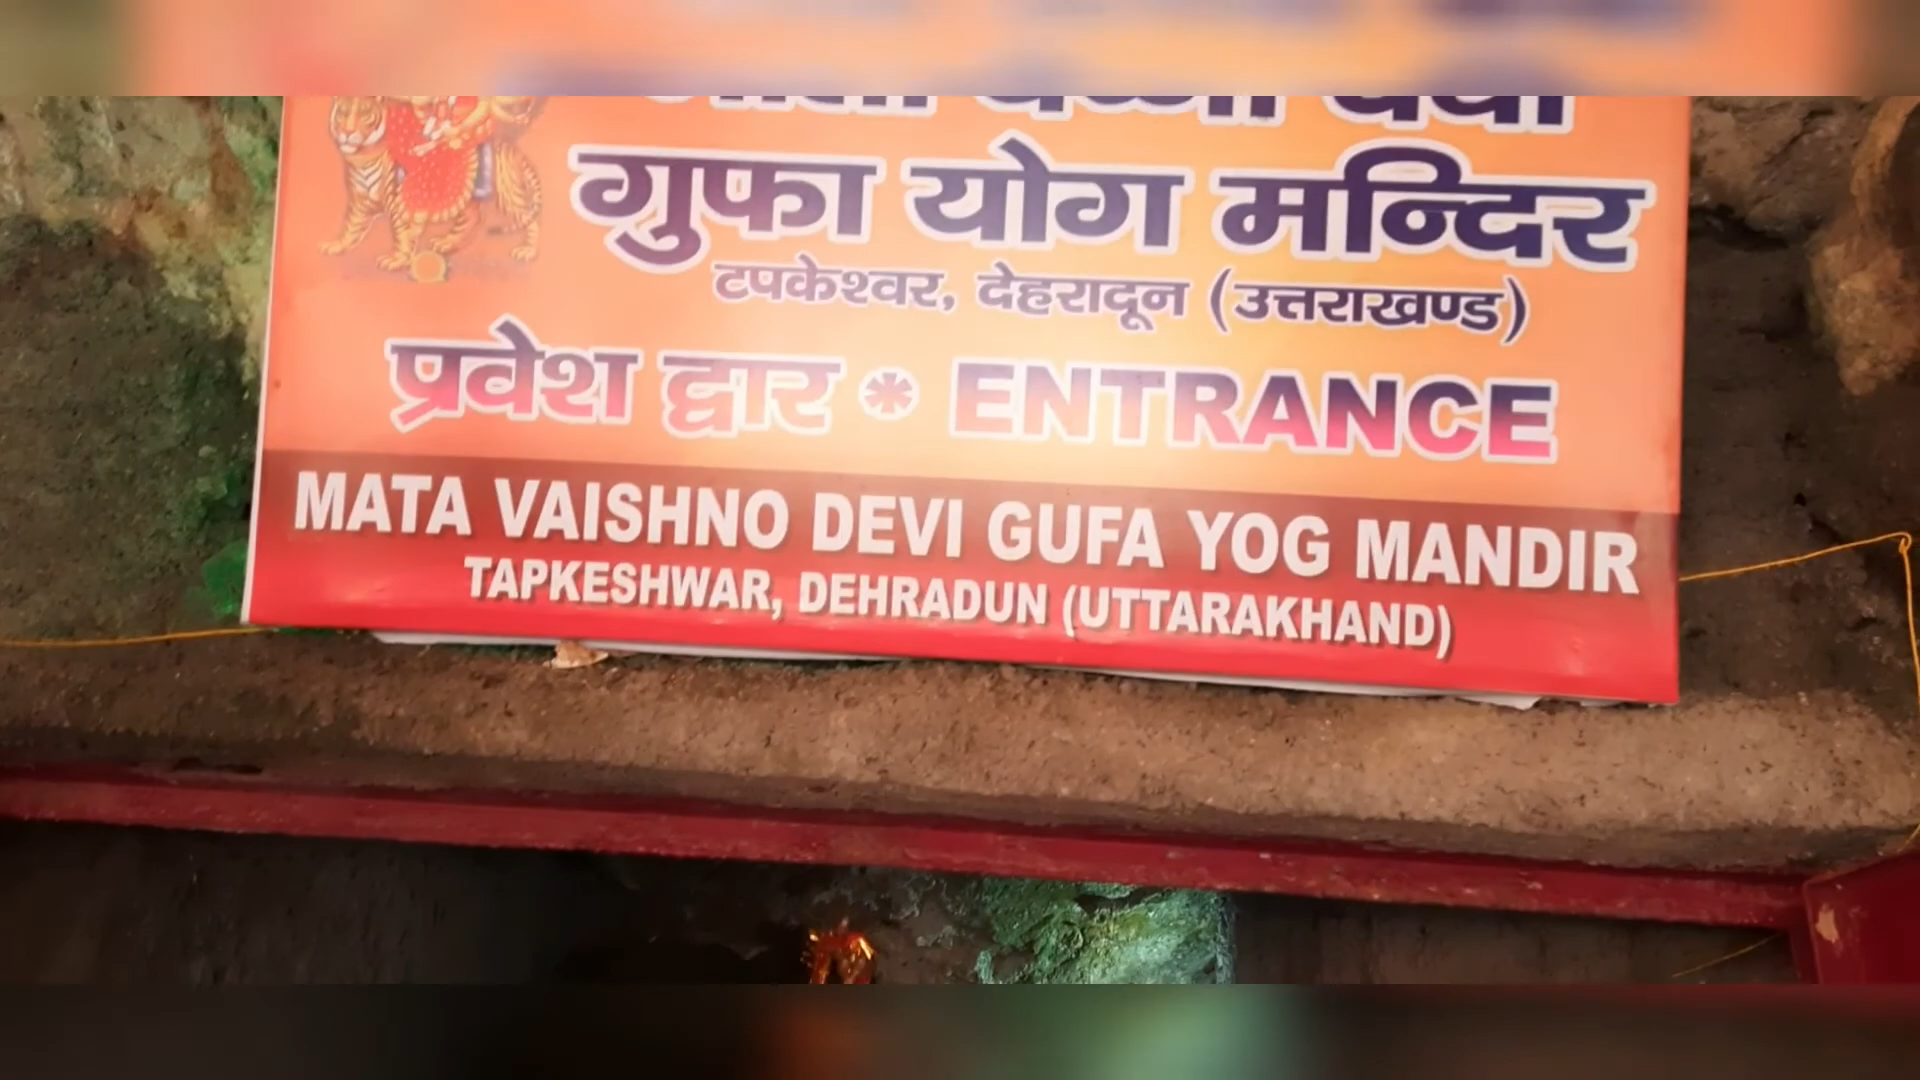 गुफा योग मन्दिर
टपकेश्वर, देहरादून (उत्तराखण्ड)
प्रवेश द्वार * ENTRANCE
MATA VAISHNO DEVI GUFA YOG MANDIR
TAPKESHWAR, DEHRADUN (UTTARAKHAND)